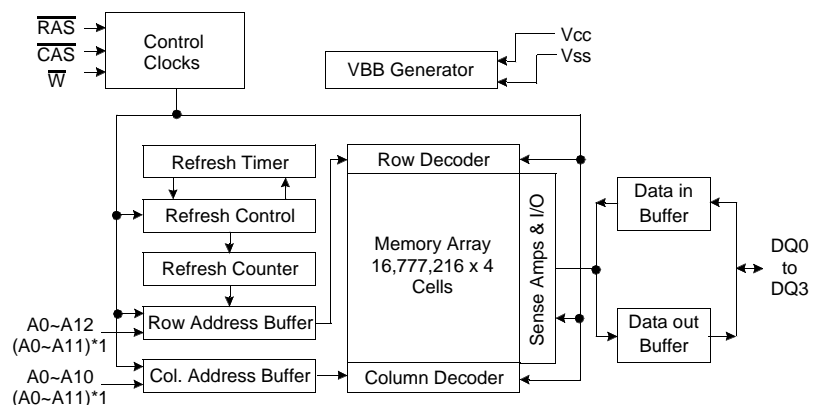 RAS
CAS
W
Control
Clocks
VBB Generator
Vcc
Vss
Refresh Timer
Refresh Control
Refresh Counter
Row Address Buffer
Col. Address Buffer
A0~A12
(A0~A11)*1
A0~A10
(A0~A11)*1
Row Decoder
Memory Array
16,777,216 x 4
Cells
Column Decoder
Sense Amps & I/O
Data in
Buffer
Data out
Buffer
DQ0
to
DQ3